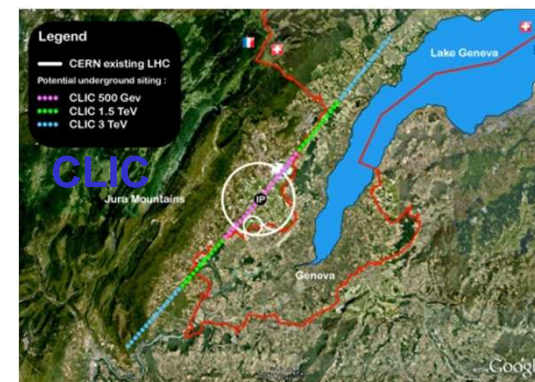 Legend
CERN existing LHC
Potential underground siting :
CLIC 500 Gev
CLIC 1.5 TeV
CLIC 3 TeV
Lake Geneva
CLIC
Jura Mountains
IP
Geneva
Google